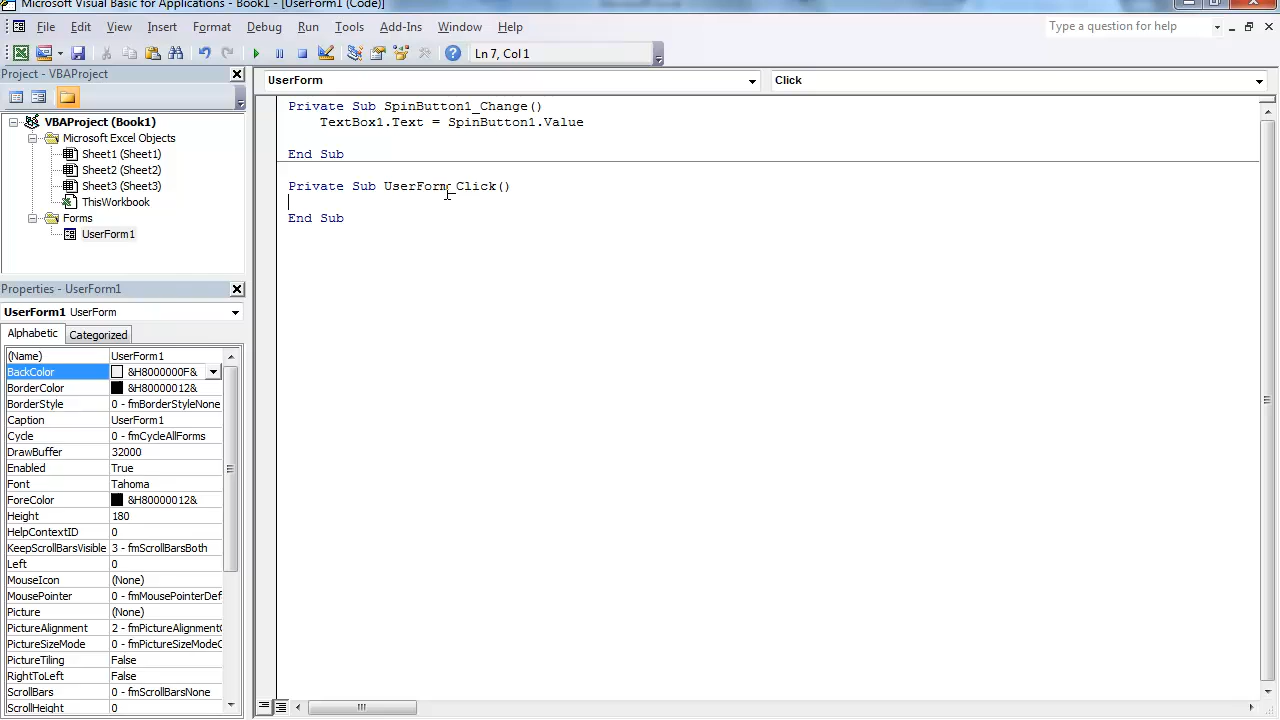 Microsoft Visual Basic for Applications - Book1 - [UserForm1 (Code)]
File Edit View Insert Format Debug Run Tools Add-Ins Window Help
Type a question for help
Ln 7, Col 1
Project - VBAProject
UserForm
Click
VBAProject (Book1)
Microsoft Excel Objects
Sheet1 (Sheet1)
Sheet2 (Sheet2)
Sheet3 (Sheet3)
ThisWorkbook
Forms
UserForm1
Private Sub SpinButton1_Change()
TextBox1.Text = SpinButton1.Value
End Sub
Private Sub UserForm_Click()
End Sub
Properties - UserForm1
UserForm1 UserForm
Alphabetic Categorized
(Name) UserForm1
BackColor &H8000000F&
BorderColor &H80000012&
BorderStyle 0 - fmBorderStyleNone
Caption UserForm1
Cycle 0 - fmCycleAllForms
DrawBuffer 32000
Enabled True
Font Tahoma
ForeColor &H80000012&
Height 180
HelpContextID 0
KeepScrollBarsVisible 3 - fmScrollBarsBoth
Left 0
MouseIcon (None)
MousePointer 0 - fmMousePointerDef
Picture (None)
PictureAlignment 2 - fmPictureAlignmentC
PictureSizeMode 0 - fmPictureSizeModeC
PictureTiling False
RightToLeft False
ScrollBars 0 - fmScrollBarsNone
ScrollHeight 0